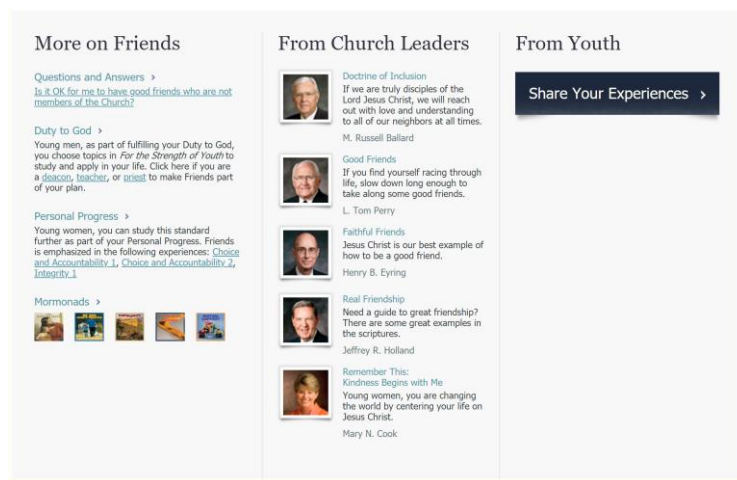 More on Friends
Questions and Answers ›
Is it OK for me to have good friends who are not
members of the Church?
Duty to God ›
Young men, as part of fulfilling your Duty to God,
you choose topics in For the Strength of Youth to
study and apply in your life. Click here if you are
a deacon, teacher, or priest to make Friends part
of your plan.
Personal Progress ›
Young women, you can study this standard
further as part of your Personal Progress. Friends
is emphasized in the following experiences: Choice
and Accountability 1, Choice and Accountability 2,
Integrity 1
Mormonads ›
From Church Leaders
Doctrine of Inclusion
If we are truly disciples of the
Lord Jesus Christ, we will reach
out with love and understanding
to all of our neighbors at all times.
M. Russell Ballard
Good Friends
If you find yourself racing through
life, slow down long enough to
take along some good friends.
L. Tom Perry
Faithful Friends
Jesus Christ is our best example of
how to be a good friend.
Henry B. Eyring
Real Friendship
Need a guide to great friendship?
There are some great examples in
the scriptures.
Jeffrey R. Holland
Remember This:
Kindness Begins with Me
Young women, you are changing
the world by centering your life on
Jesus Christ.
Mary N. Cook
From Youth
Share Your Experiences ›